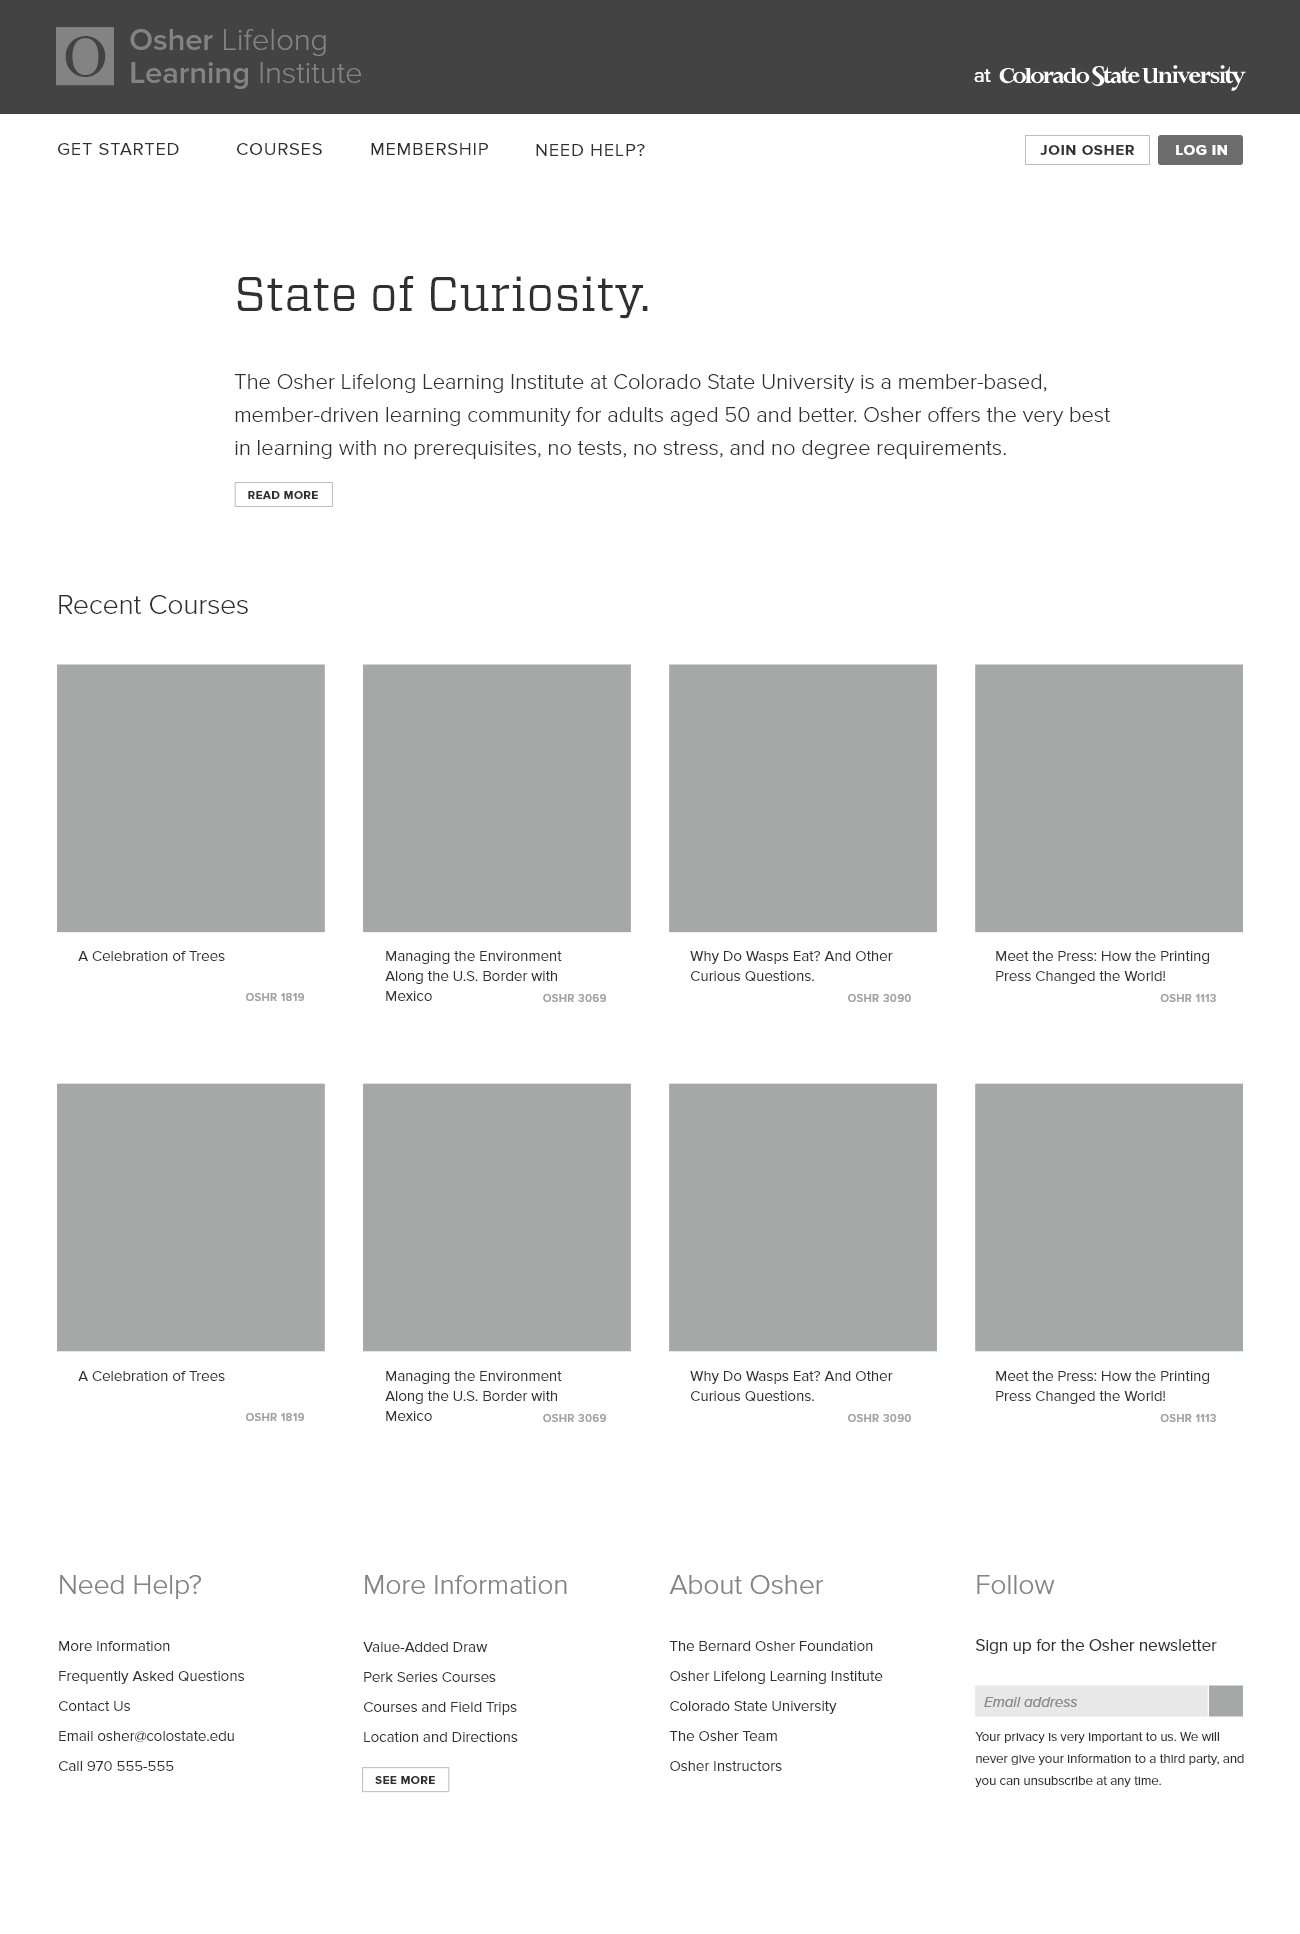 O
Osher Lifelong
Learning Institute
at Colorado State University
GET STARTED
COURSES
MEMBERSHIP
NEED HELP?
JOIN OSHER
LOG IN
State of Curiosity.
The Osher Lifelong Learning Institute at Colorado State University is a member-based,
member-driven learning community for adults aged 50 and better. Osher offers the very best
in learning with no prerequisites, no tests, no stress, and no degree requirements.
READ MORE
Recent Courses
A Celebration of Trees
OSHR 1819
Managing the Environment
Along the U.S. Border with
Mexico
OSHR 3069
Why Do Wasps Eat? And Other
Curious Questions.
OSHR 3090
Meet the Press: How the Printing
Press Changed the World!
OSHR 1113
A Celebration of Trees
OSHR 1819
Managing the Environment
Along the U.S. Border with
Mexico
OSHR 3069
Why Do Wasps Eat? And Other
Curious Questions.
OSHR 3090
Meet the Press: How the Printing
Press Changed the World!
OSHR 1113
Need Help?
More Information
Frequently Asked Questions
Contact Us
Email osher@colostate.edu
Call 970 555-555
More Information
Value-Added Draw
Perk Series Courses
Courses and Field Trips
Location and Directions
SEE MORE
About Osher
The Bernard Osher Foundation
Osher Lifelong Learning Institute
Colorado State University
The Osher Team
Osher Instructors
Follow
Sign up for the Osher newsletter
Email address
Your privacy is very important to us. We will
never give your information to a third party, and
you can unsubscribe at any time.